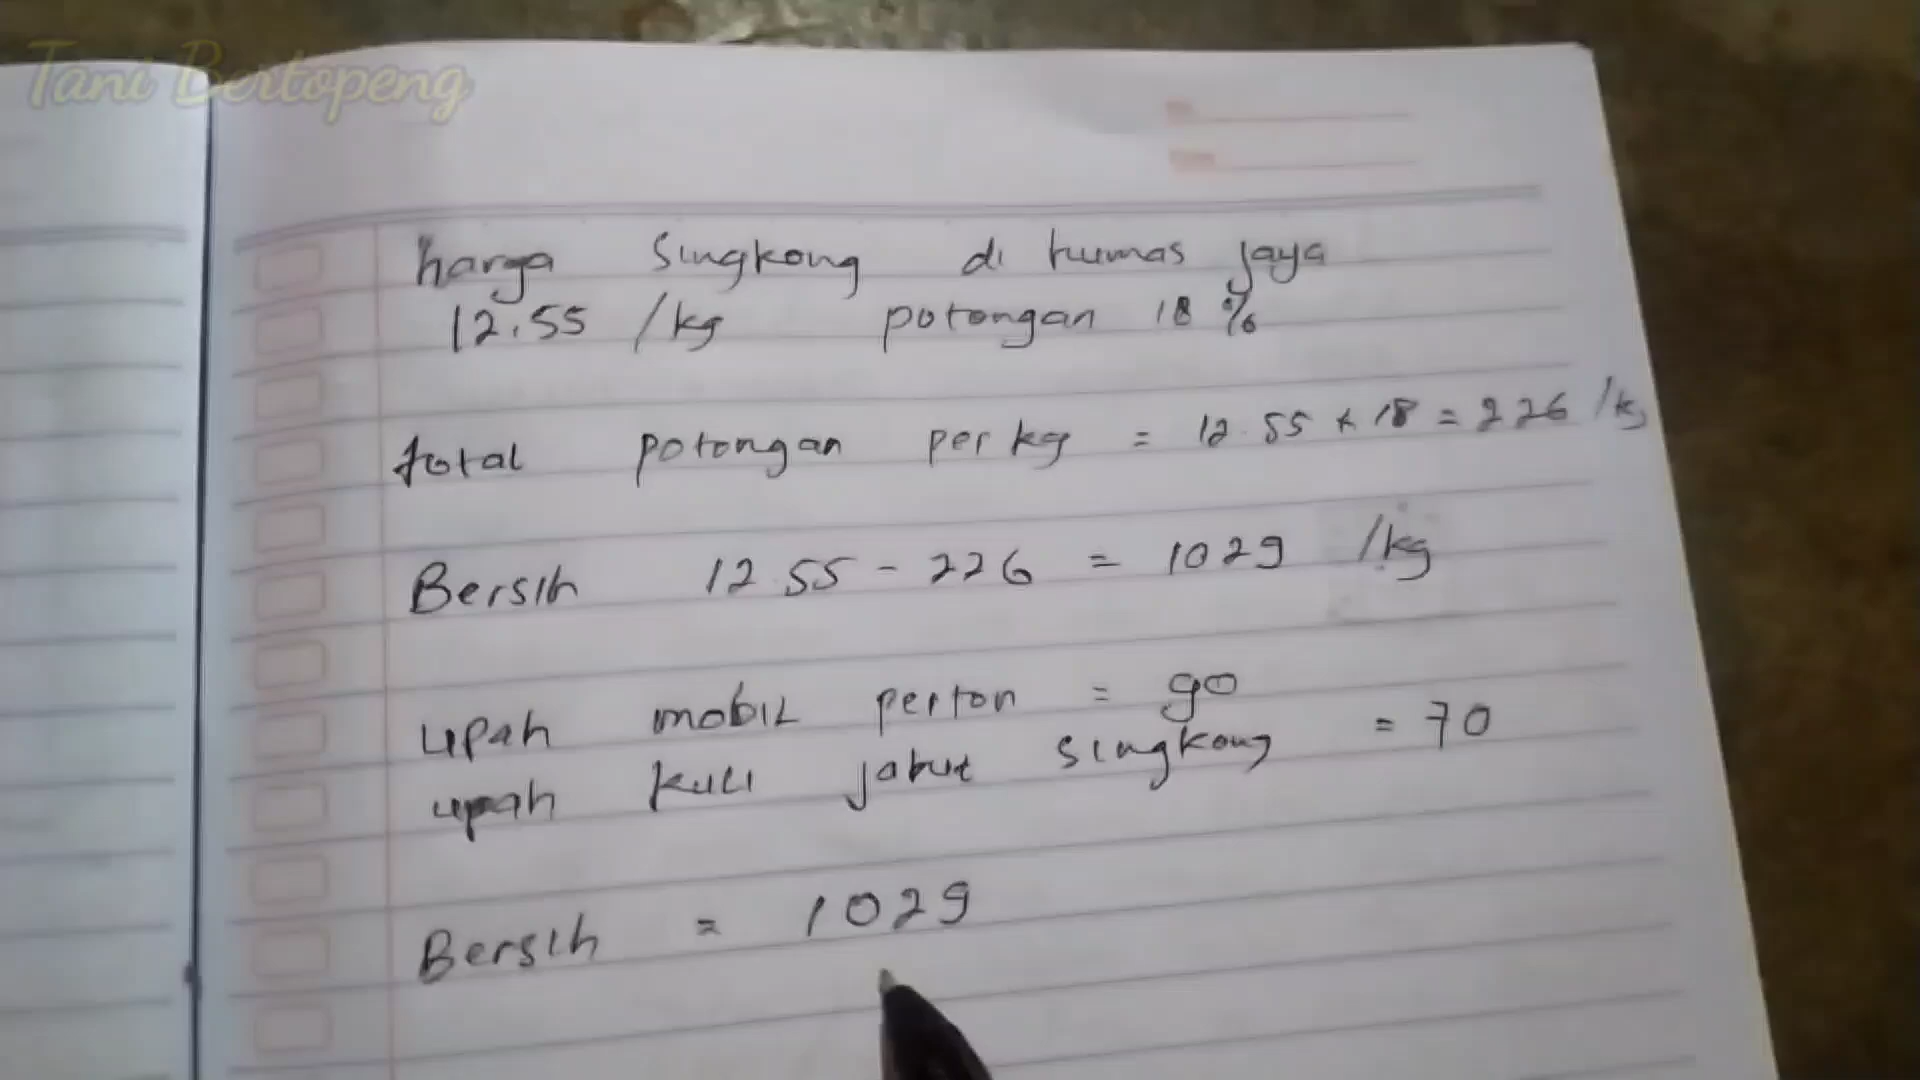 Tani Bertopeng
harga Singkong di humas jaya
12.55 /kg potongan 18 %
total potongan per kg = 12.55 x 18 = 226 /kg
Bersih 12.55 - 226 = 1029 /kg
upah mobil perton = 90
upah kuli jabut singkong = 70
Bersih = 1029